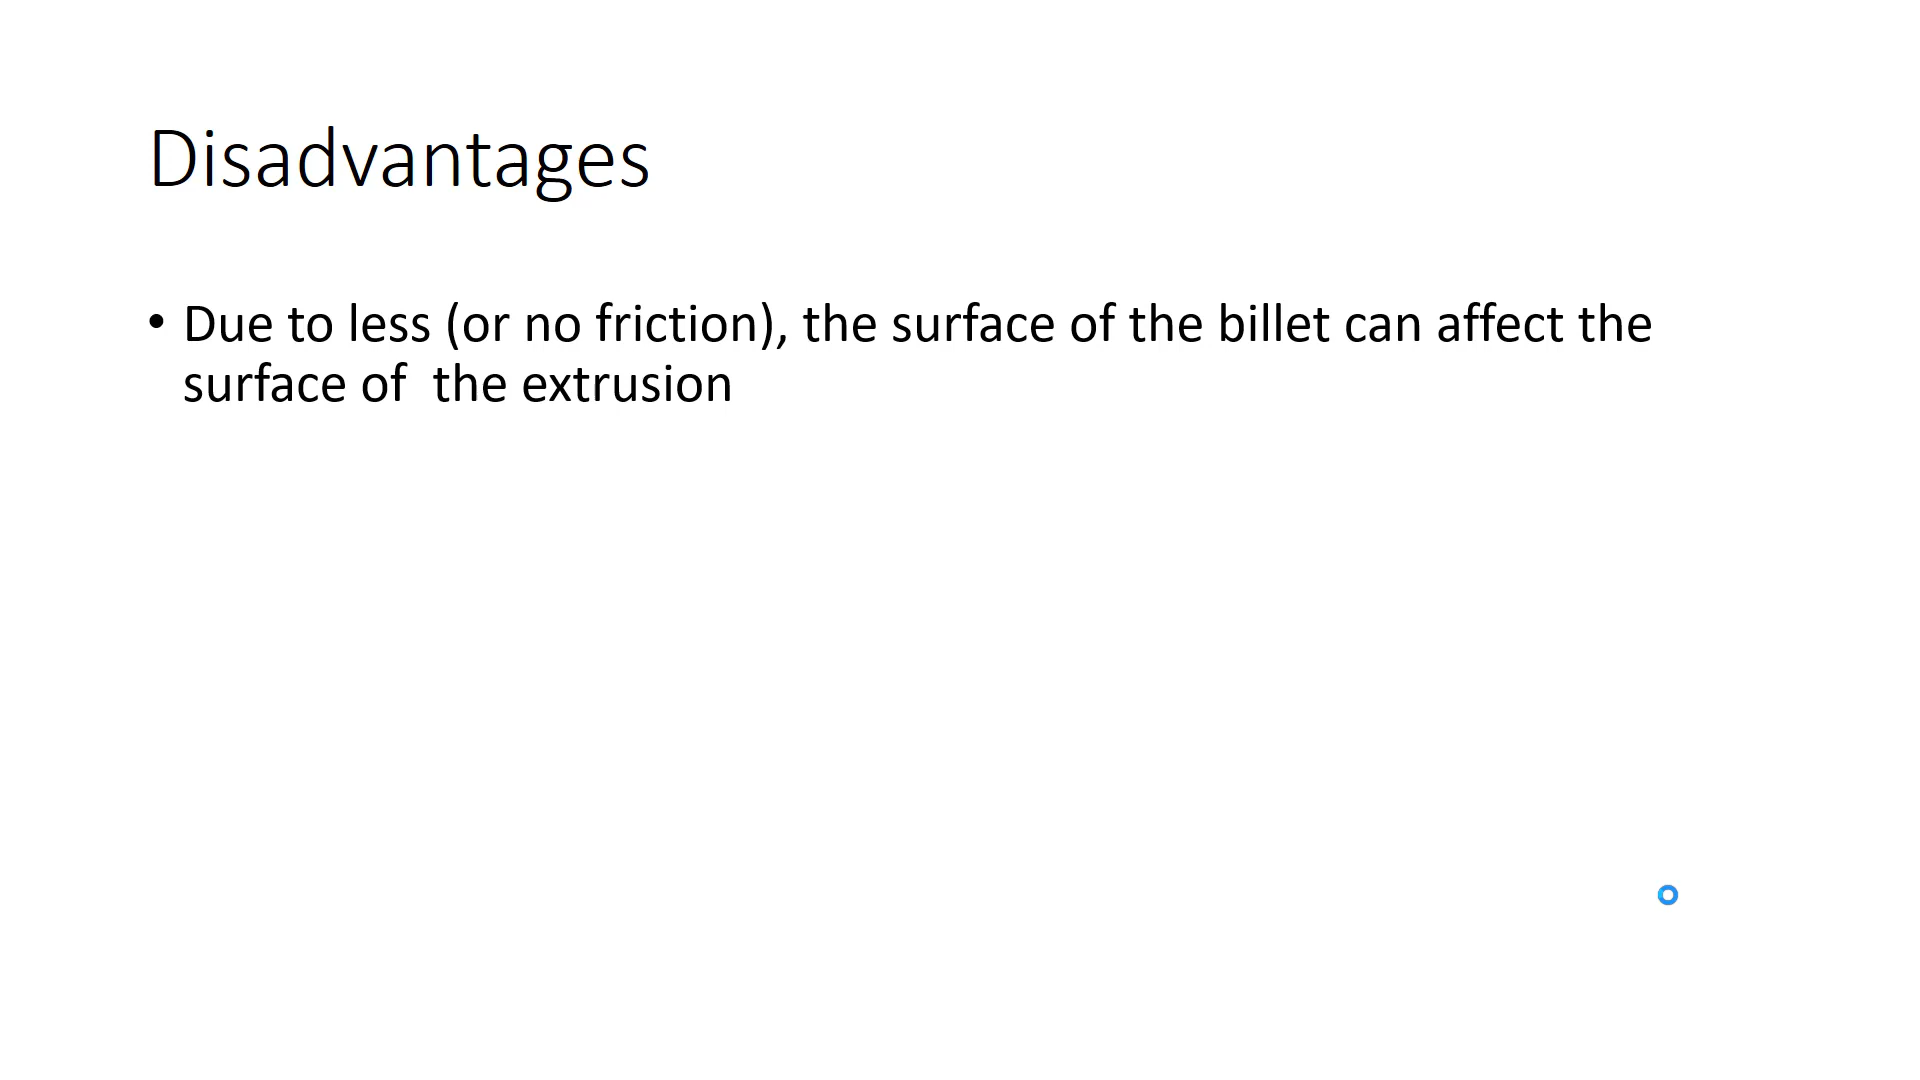 Disadvantages
• Due to less (or no friction), the surface of the billet can affect the
surface of  the extrusion